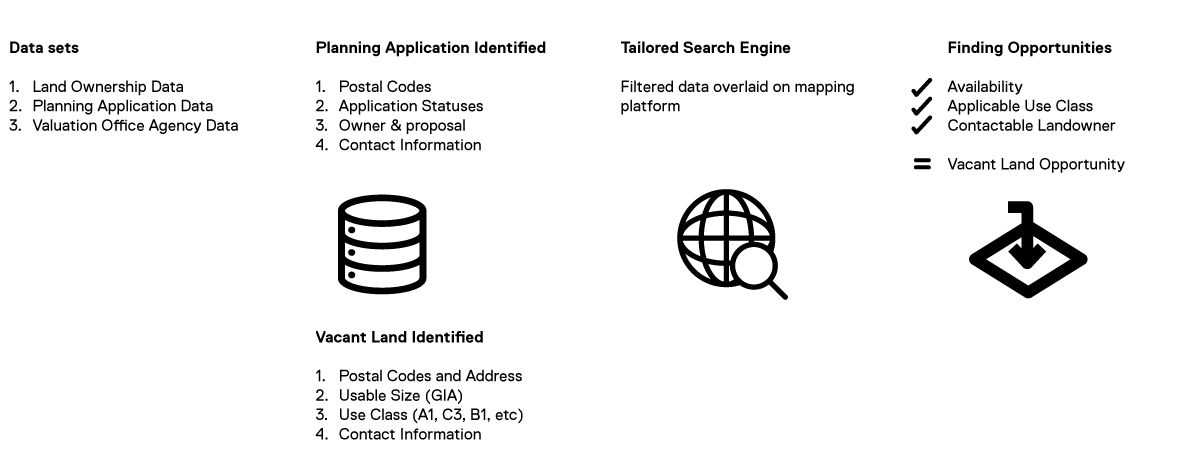 Data sets
1. Land Ownership Data
2. Planning Application Data
3. Valuation Office Agency Data
Planning Application Identified
1. Postal Codes
2. Application Statuses
3. Owner & proposal
4. Contact Information
Vacant Land Identified
1. Postal Codes and Address
2. Usable Size (GIA)
3. Use Class (A1, C3, B1, etc)
4. Contact Information
Tailored Search Engine
Filtered data overlaid on mapping
platform
Finding Opportunities
✓ Availability
✓ Applicable Use Class
✓ Contactable Landowner
= Vacant Land Opportunity